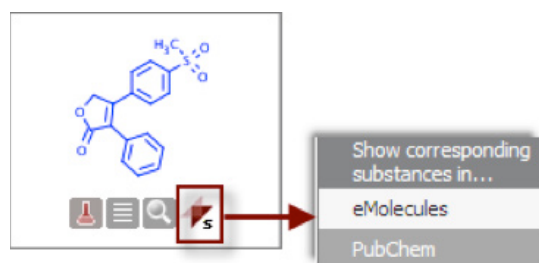 H₃C
O
S
O
O
O
s
Show corresponding
substances in...
eMolecules
PubChem